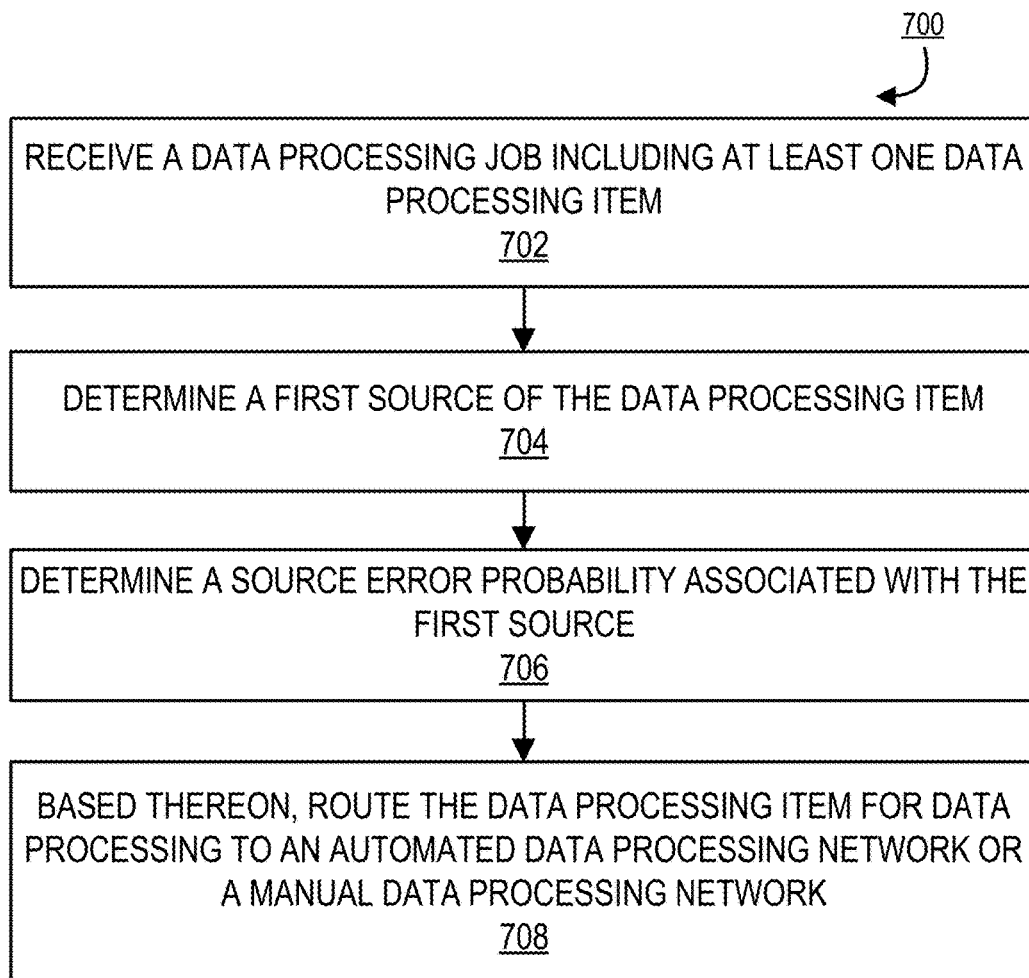 700
RECEIVE A DATA PROCESSING JOB INCLUDING AT LEAST ONE DATA
PROCESSING ITEM
702
DETERMINE A FIRST SOURCE OF THE DATA PROCESSING ITEM
704
DETERMINE A SOURCE ERROR PROBABILITY ASSOCIATED WITH THE
FIRST SOURCE
706
BASED THEREON, ROUTE THE DATA PROCESSING ITEM FOR DATA
PROCESSING TO AN AUTOMATED DATA PROCESSING NETWORK OR
A MANUAL DATA PROCESSING NETWORK
708